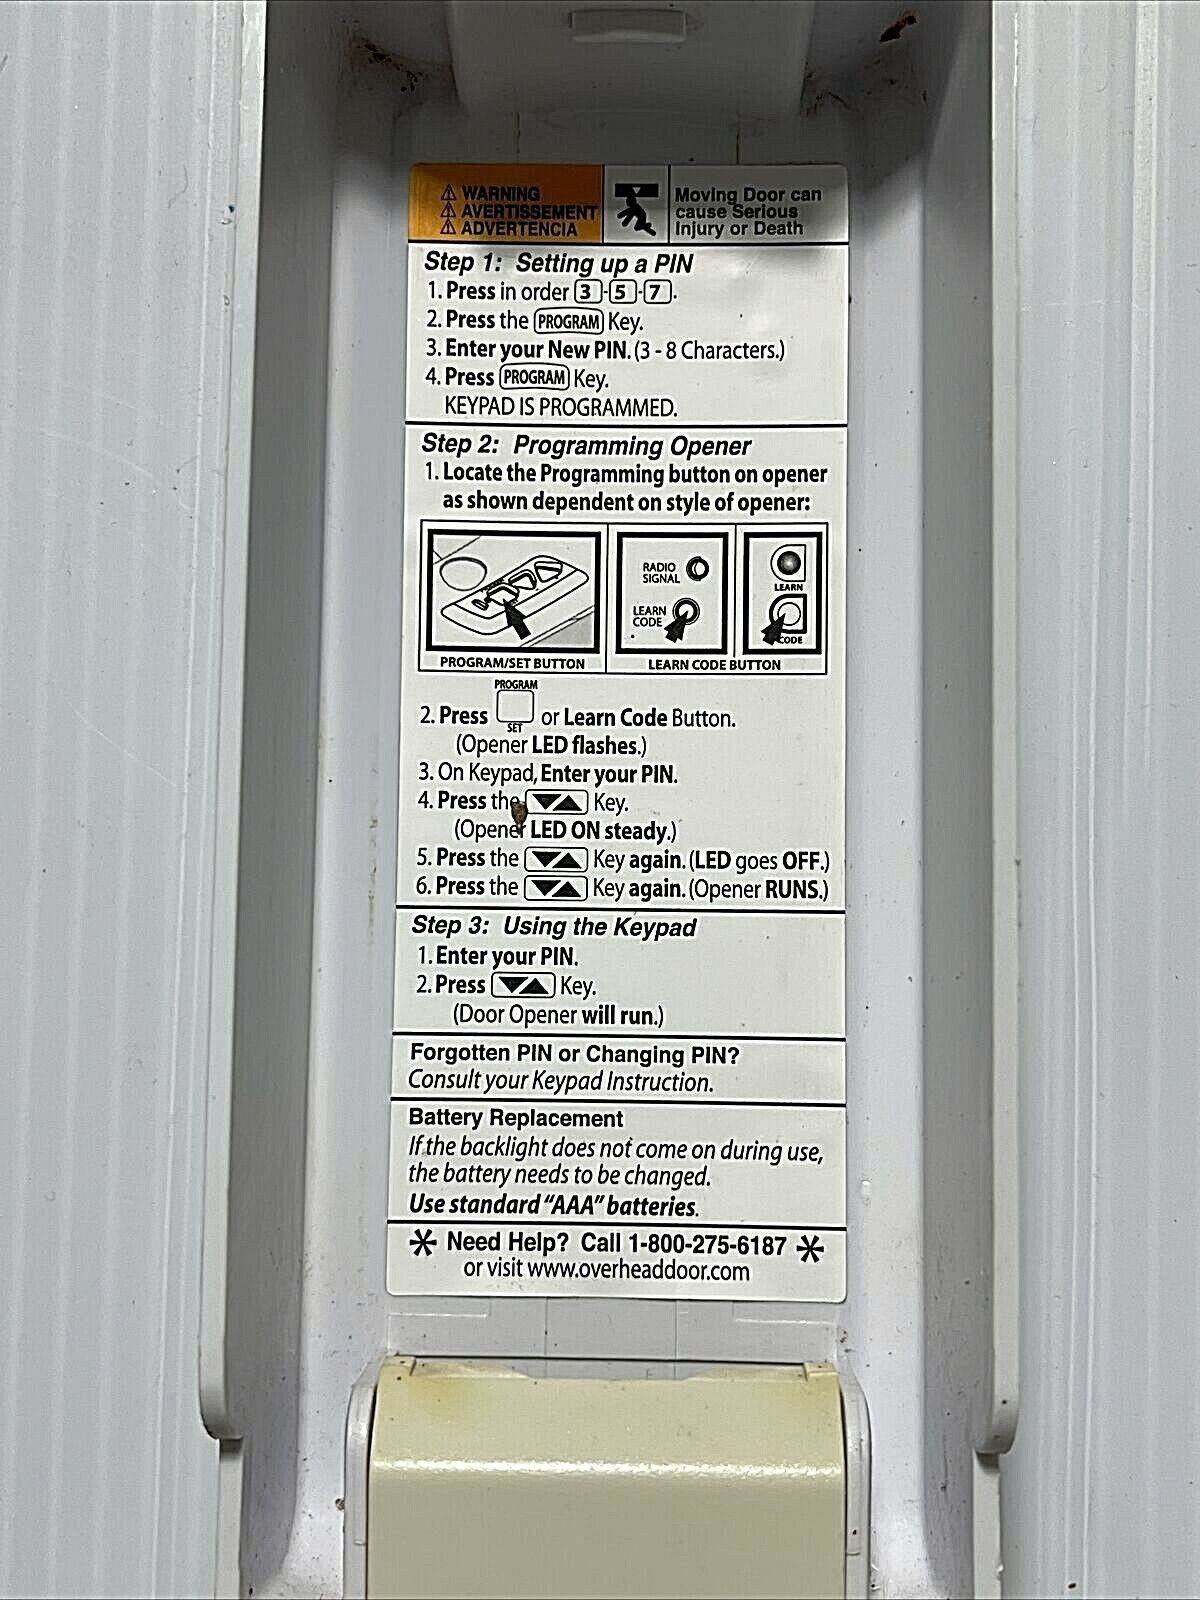 ⚠ WARNING
⚠ AVERTISSEMENT
⚠ ADVERTENCIA
Moving Door can
cause Serious
Injury or Death
Step 1: Setting up a PIN
1. Press in order 3-5-7.
2. Press the PROGRAM Key.
3. Enter your New PIN. (3 - 8 Characters.)
4. Press PROGRAM Key.
KEYPAD IS PROGRAMMED.
Step 2: Programming Opener
1. Locate the Programming button on opener
as shown dependent on style of opener:
RADIO
SIGNAL
LEARN
CODE
LEARN
CODE
PROGRAM/SET BUTTON
LEARN CODE BUTTON
PROGRAM
2. Press or Learn Code Button.
SET
(Opener LED flashes.)
3. On Keypad, Enter your PIN.
4. Press the ▼▲ Key.
(Opener LED ON steady.)
5. Press the ▼▲ Key again. (LED goes OFF.)
6. Press the ▼▲ Key again. (Opener RUNS.)
Step 3: Using the Keypad
1. Enter your PIN.
2. Press ▼▲ Key.
(Door Opener will run.)
Forgotten PIN or Changing PIN?
Consult your Keypad Instruction.
Battery Replacement
If the backlight does not come on during use,
the battery needs to be changed.
Use standard “AAA” batteries.
* Need Help? Call 1-800-275-6187 *
or visit www.overheaddoor.com